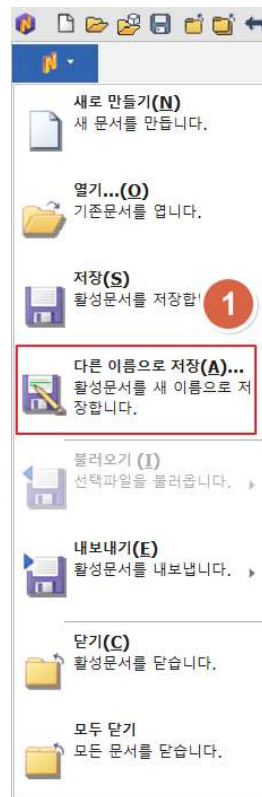 새로 만들기(N)
새 문서를 만듭니다.
열기...(O)
기존문서를 엽니다.
저장(S)
활성문서를 저장합
1
다른 이름으로 저장(A)...
활성문서를 새 이름으로 저
장합니다.
불러오기 (I)
선택파일을 불러옵니다.
내보내기(E)
활성문서를 내보냅니다.
닫기(C)
활성문서를 닫습니다.
모두 닫기
모든 문서를 닫습니다.